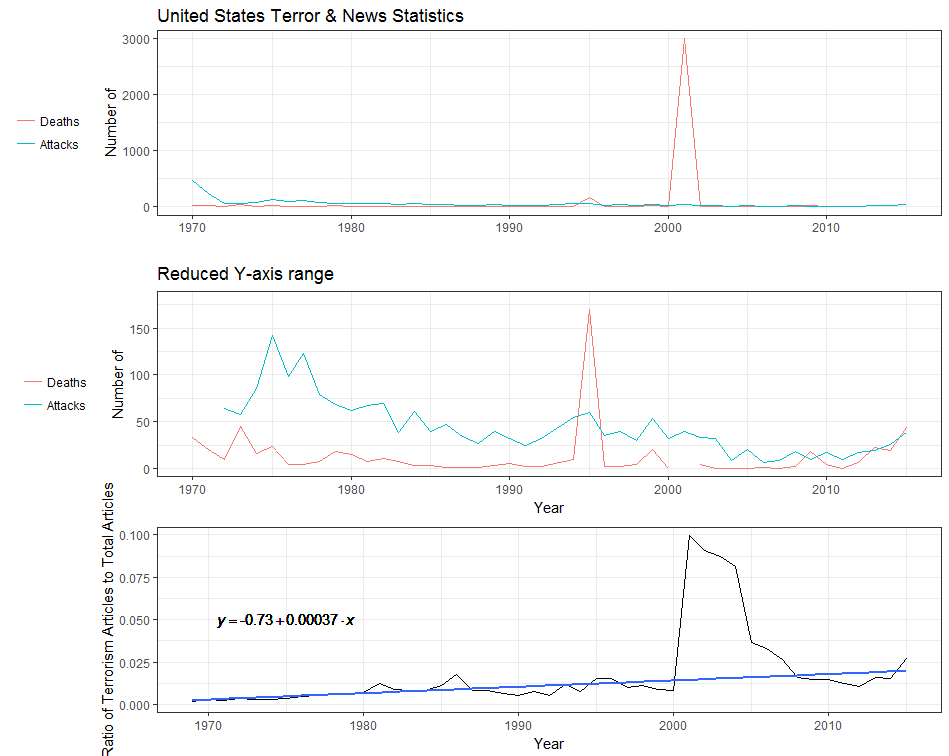 United States Terror & News Statistics
3000
2000
1000
0
Number of
Deaths
Attacks
1970 1980 1990 2000 2010
Reduced Y-axis range
150
100
50
0
Number of
Deaths
Attacks
1970 1980 1990 2000 2010
Year
Ratio of Terrorism Articles to Total Articles
0.100
0.075
0.050
0.025
0.000
y = -0.73 + 0.00037 · x
1970 1980 1990 2000 2010
Year